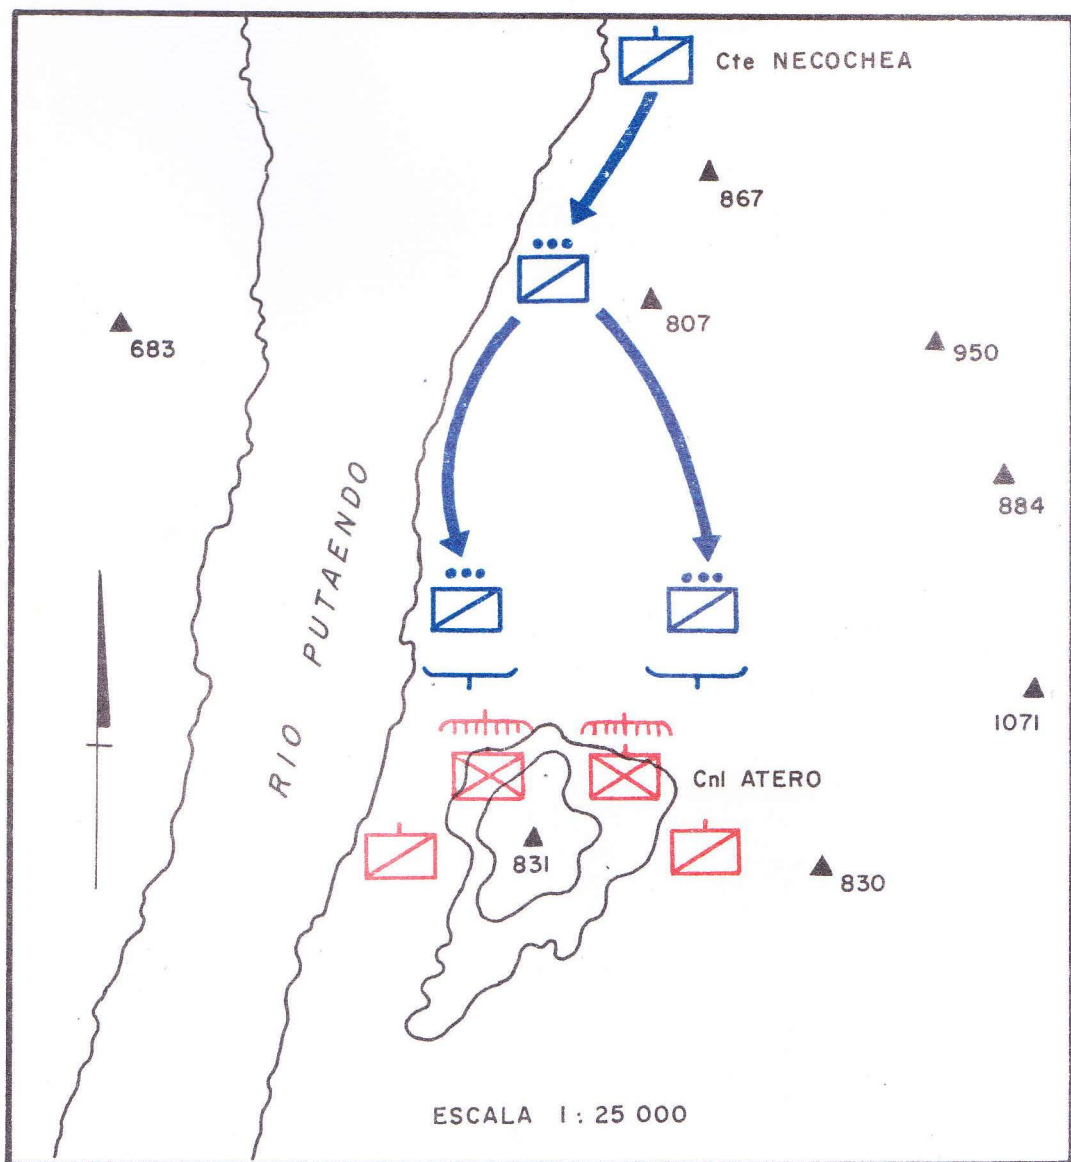 Cte NECOCHEA
867
807
683
950
884
RIO PUTAENDO
1071
Cnl ATERO
831
830
ESCALA 1:25 000